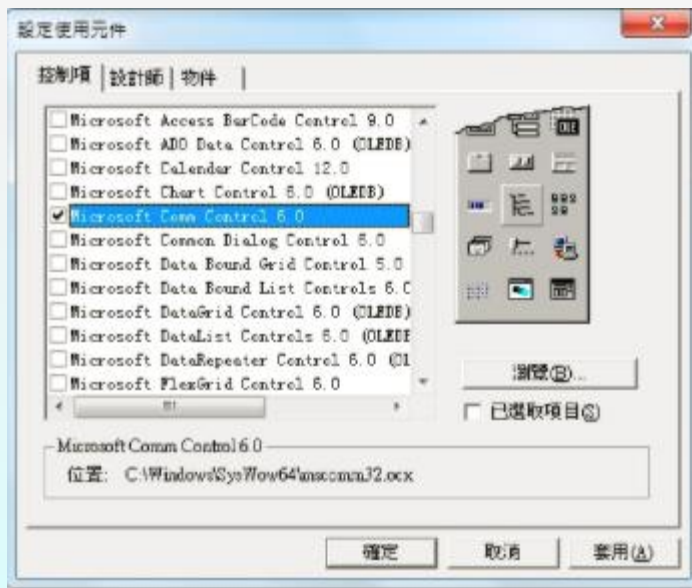 設定使用元件
控制項 設計師 物件
Microsoft Access BarCode Control 9.0
Microsoft ADO Data Control 6.0 (OLEDB)
Microsoft Calendar Control 12.0
Microsoft Chart Control 6.0 (OLEDB)
Microsoft Comm Control 6.0
Microsoft Common Dialog Control 6.0
Microsoft Data Bound Grid Control 5.0
Microsoft Data Bound List Controls 6.0
Microsoft DataGrid Control 6.0 (OLEDB)
Microsoft DataList Controls 6.0 (OLEDB
Microsoft DataRepeater Control 6.0 (OL
Microsoft FlexGrid Control 6.0
瀏覽(B)...
已選取項目(S)
Microsoft Comm Control 6.0
位置: C:\Windows\SysWow64\mscomm32.ocx
確定 取消 套用(A)